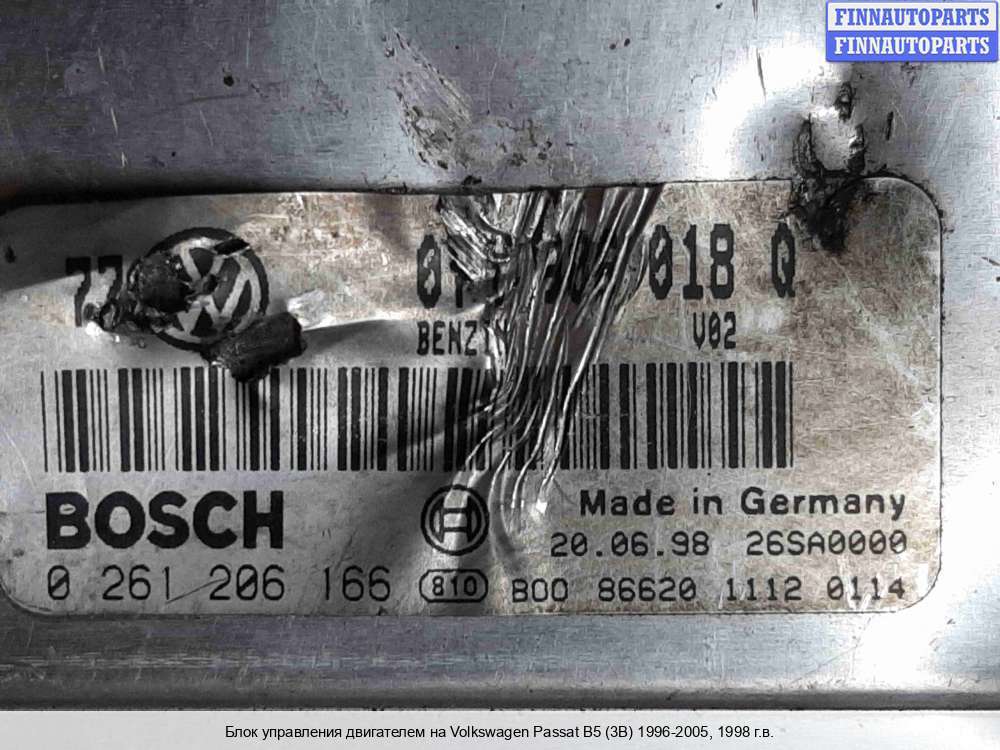 FINNAUTOPARTS
FINNAUTOPARTS
018 Q
V02
BOSCH
Made in Germany
20.06.98 26SA0000
0 261 206 166 810 B00 86620 1112 0114
Блок управления двигателем на Volkswagen Passat B5 (3B) 1996-2005, 1998 г.в.